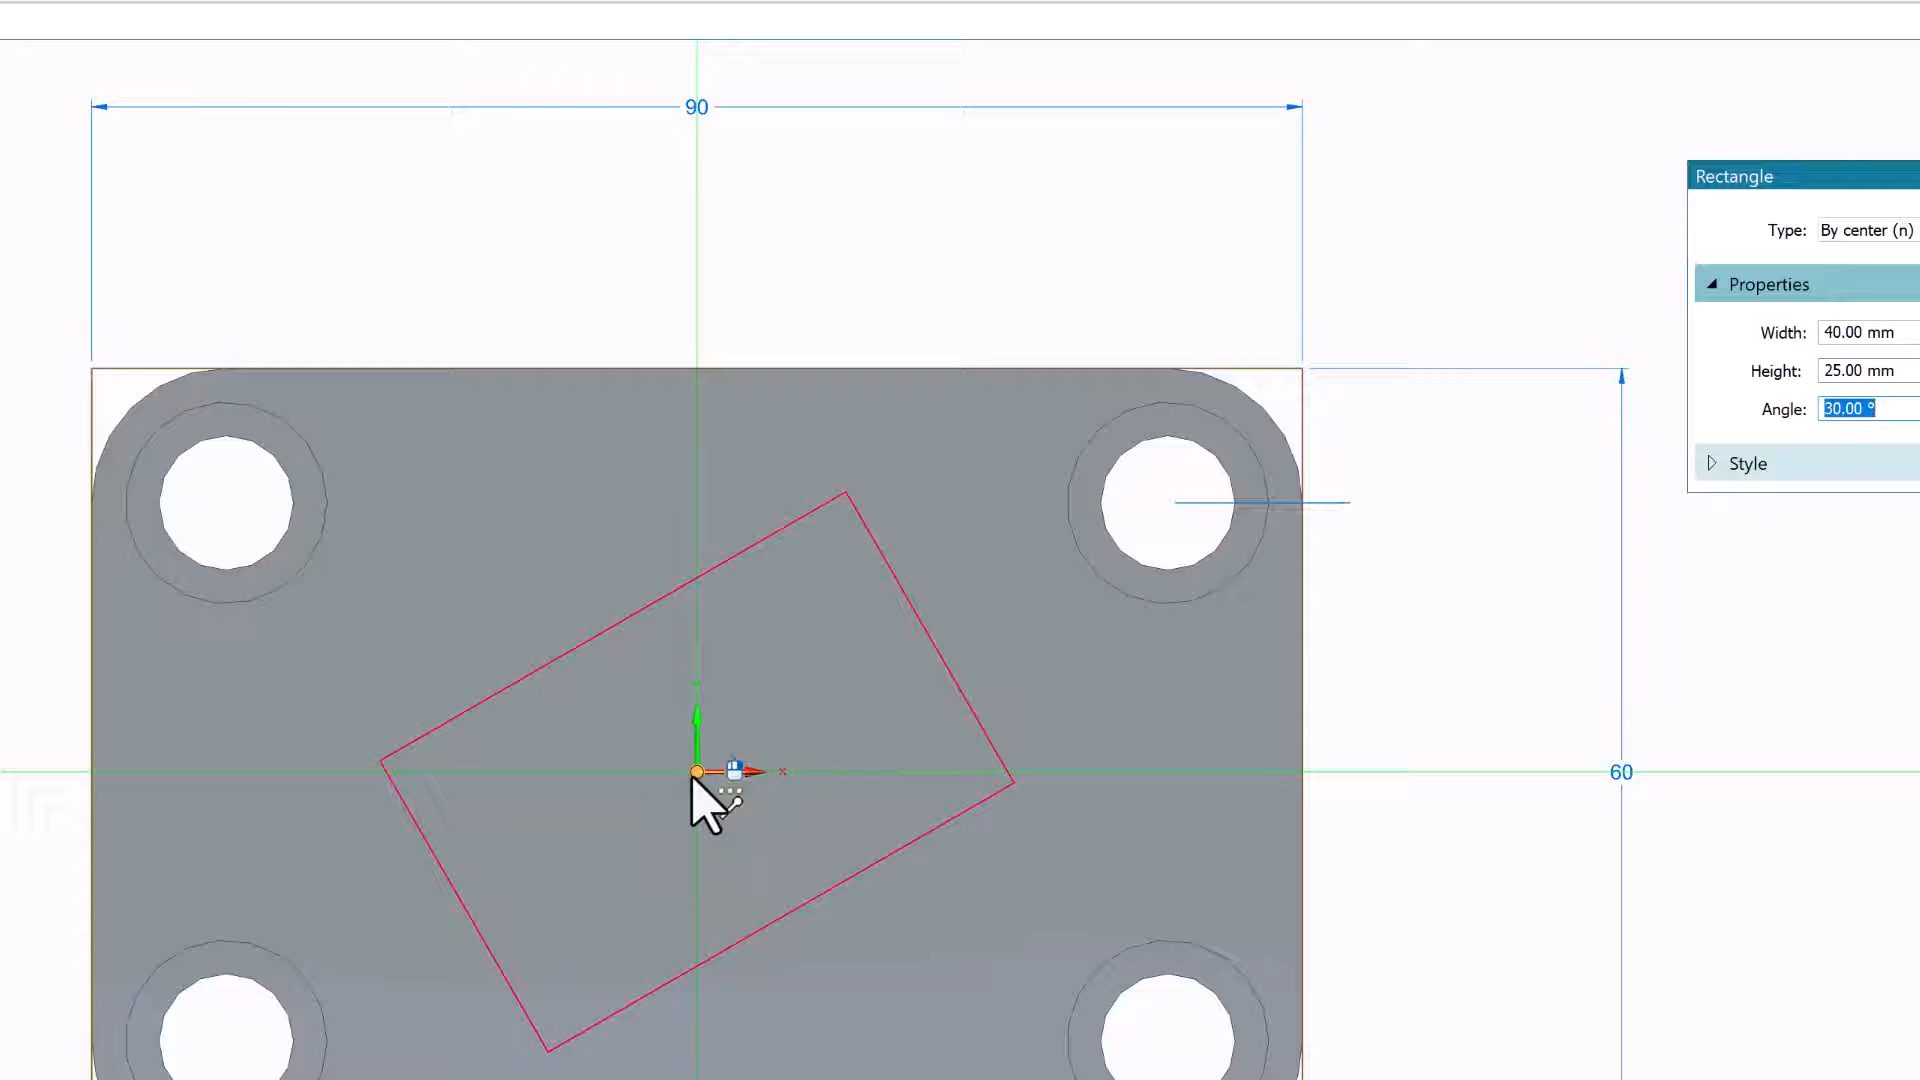 90
Rectangle
Type: By center (n)
Properties
Width: 40.00 mm
Height: 25.00 mm
Angle: 30.00 °
Style
x
60